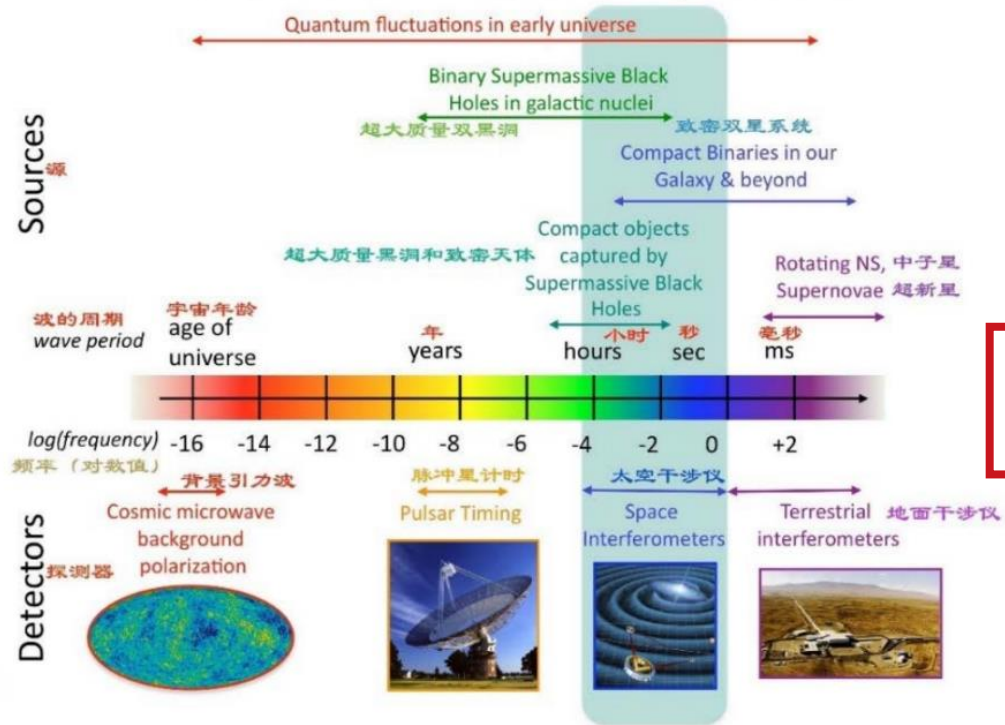 Quantum fluctuations in early universe
Binary Supermassive Black
Holes in galactic nuclei
超大质量双黑洞
致密双星系统
Compact Binaries in our
Galaxy & beyond
Sources
源
超大质量黑洞和致密天体
Compact objects
captured by
Supermassive Black
Holes
Rotating NS, 中子星
Supernovae 超新星
波的周期
wave period
宇宙年龄
age of
universe
年
years
小时
hours
秒
sec
毫秒
ms
log(frequency) -16 -14 -12 -10 -8 -6 -4 -2 0 +2
频率（对数值）
Detectors
探测器
背景引力波
Cosmic microwave
background
polarization
脉冲星计时
Pulsar Timing
太空干涉仪
Space
Interferometers
Terrestrial 地面干涉仪
interferometers